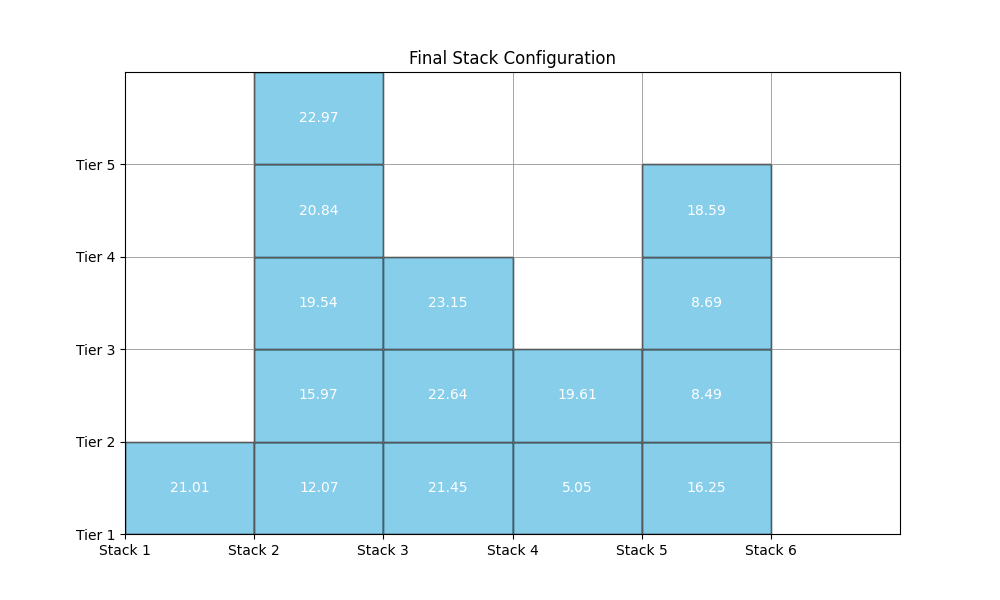 Final Stack Configuration
22.97
Tier 5
20.84 18.59
Tier 4
19.54 23.15 8.69
Tier 3
15.97 22.64 19.61 8.49
Tier 2
21.01 12.07 21.45 5.05 16.25
Tier 1
Stack 1 Stack 2 Stack 3 Stack 4 Stack 5 Stack 6